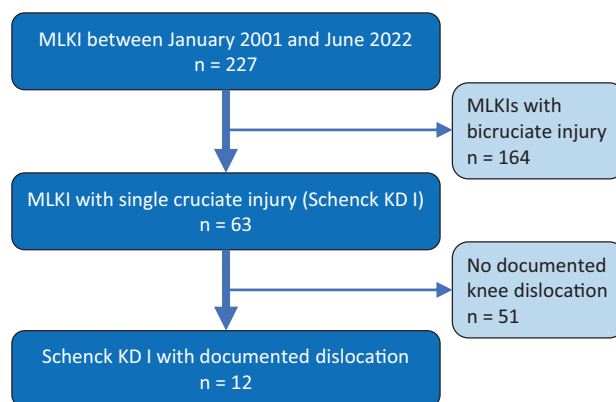 MLKI between January 2001 and June 2022
n = 227
MLKIs with
bicruciate injury
n = 164
MLKI with single cruciate injury (Schenck KD I)
n = 63
No documented
knee dislocation
n = 51
Schenck KD I with documented dislocation
n = 12